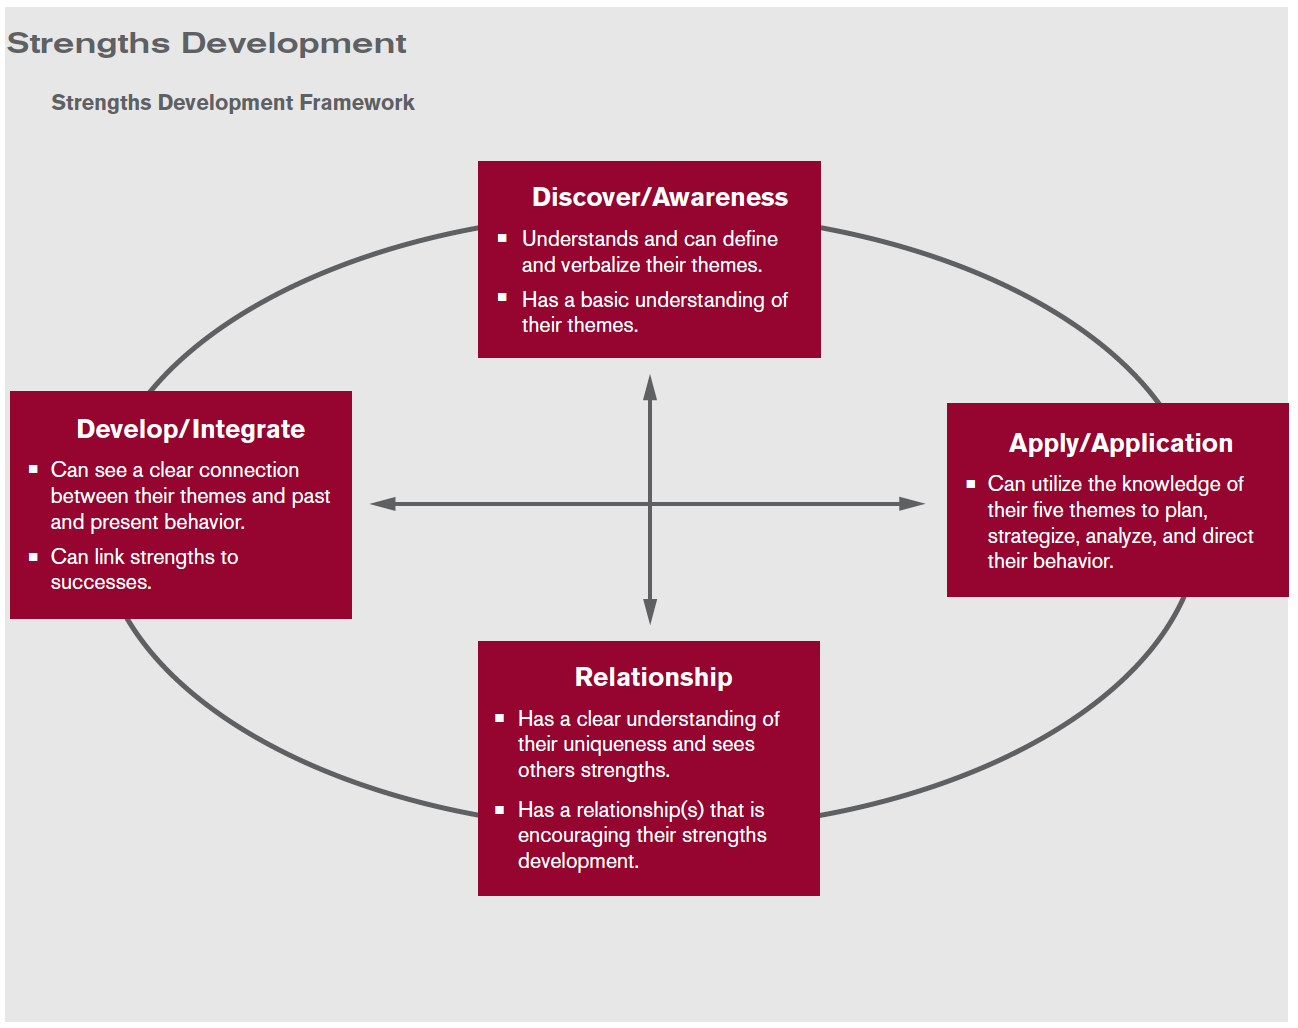 Strengths Development
Strengths Development Framework
Discover/Awareness
▪ Understands and can define
and verbalize their themes.
▪ Has a basic understanding of
their themes.
Develop/Integrate
▪ Can see a clear connection
between their themes and past
and present behavior.
▪ Can link strengths to
successes.
Apply/Application
▪ Can utilize the knowledge of
their five themes to plan,
strategize, analyze, and direct
their behavior.
Relationship
▪ Has a clear understanding of
their uniqueness and sees
others strengths.
▪ Has a relationship(s) that is
encouraging their strengths
development.